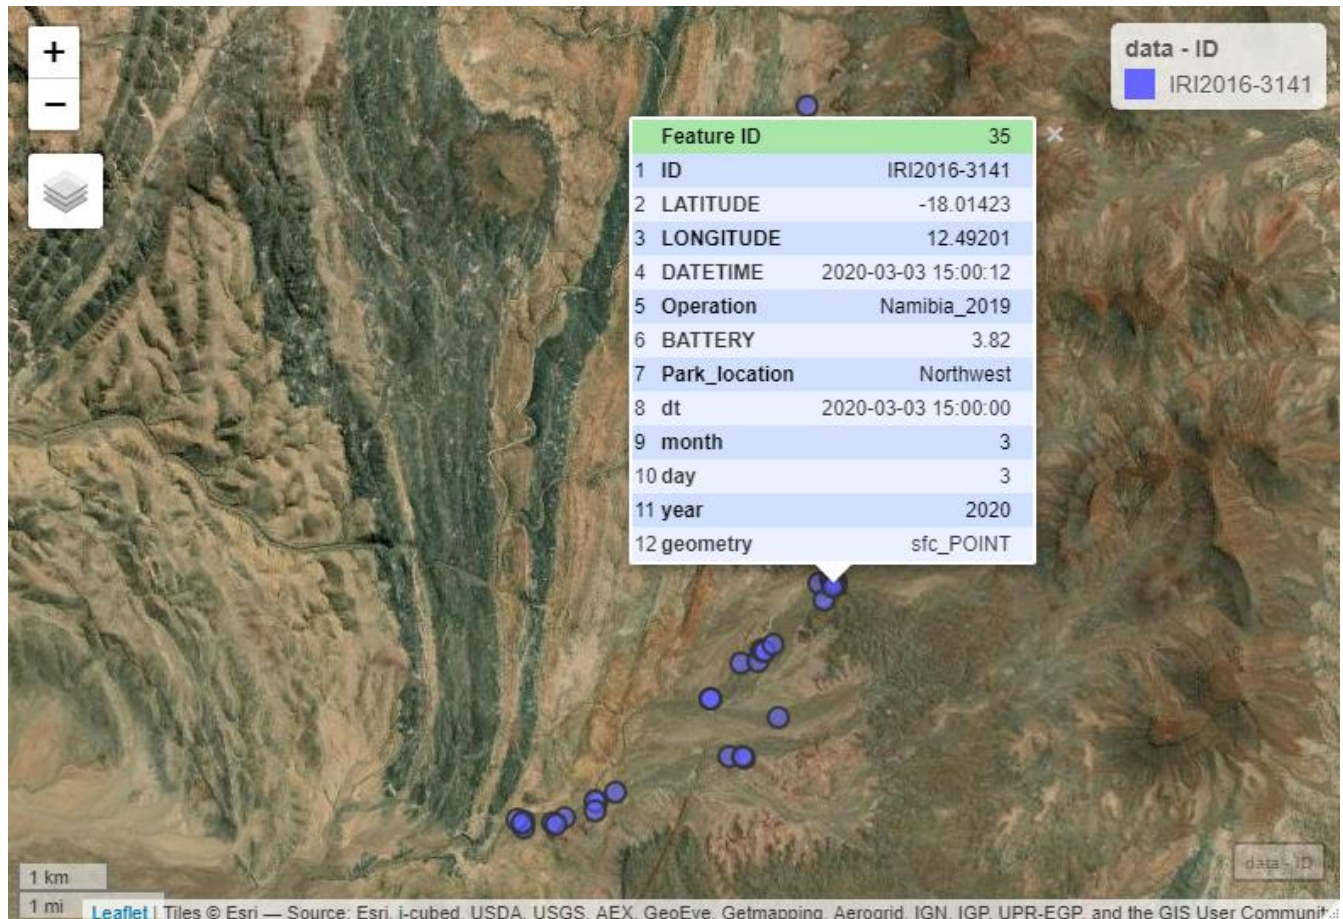 +
−
data - ID
IRI2016-3141
Feature ID 35
×
1 ID IRI2016-3141
2 LATITUDE -18.01423
3 LONGITUDE 12.49201
4 DATETIME 2020-03-03 15:00:12
5 Operation Namibia_2019
6 BATTERY 3.82
7 Park_location Northwest
8 dt 2020-03-03 15:00:00
9 month 3
10 day 3
11 year 2020
12 geometry sfc_POINT
data - ID
1 km
1 mi
Leaflet | Tiles © Esri — Source: Esri, i-cubed, USDA, USGS, AEX, GeoEye, Getmapping, Aerogrid, IGN, IGP, UPR-EGP, and the GIS User